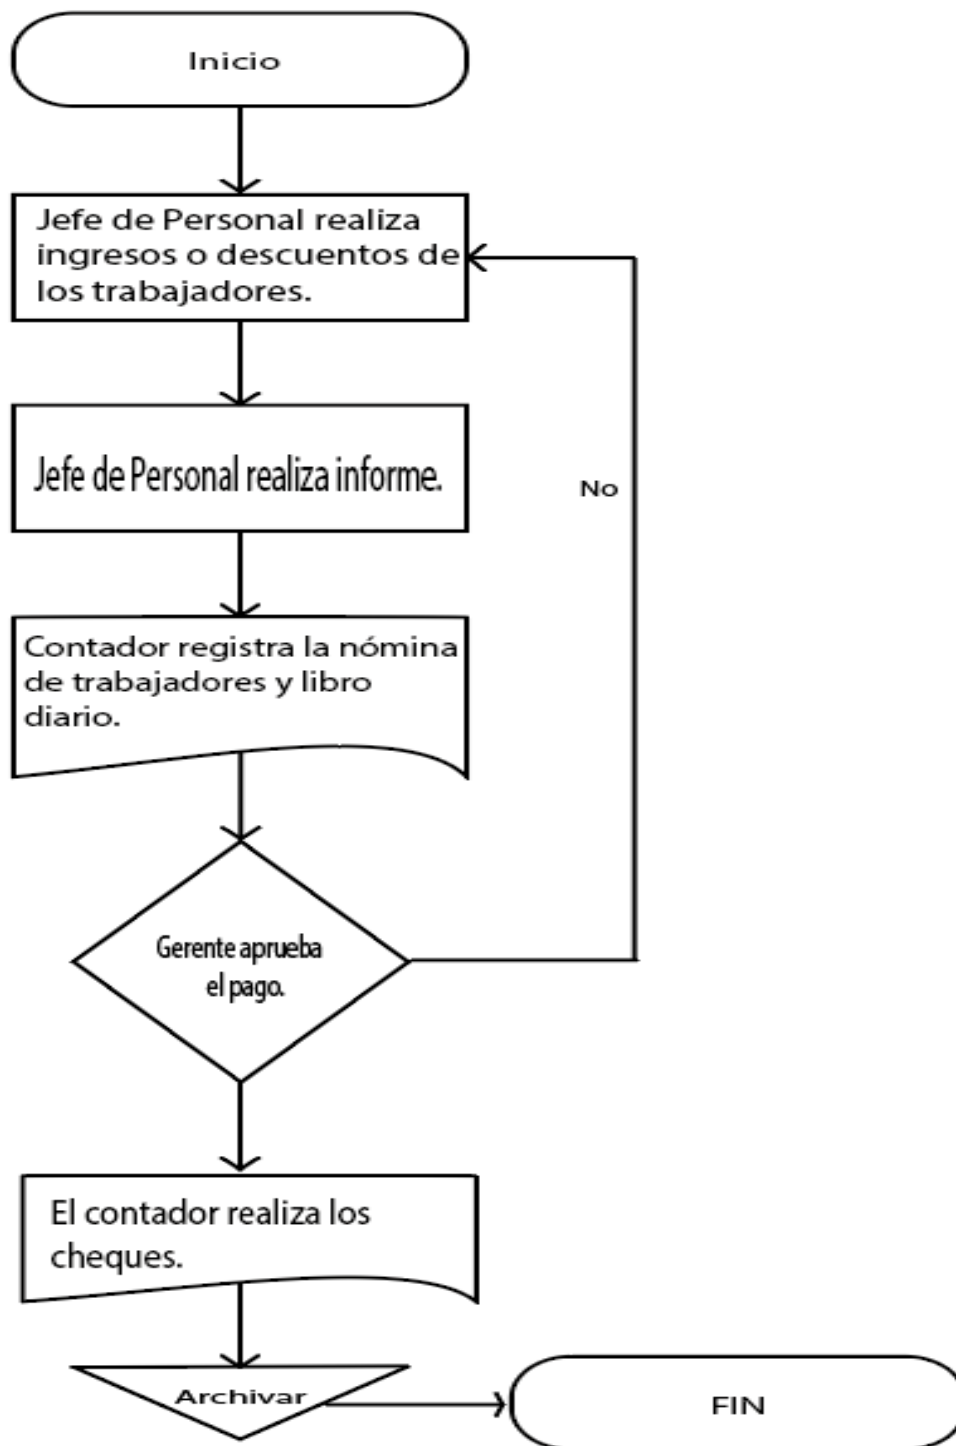 Inicio
Jefe de Personal realiza
ingresos o descuentos de
los trabajadores.
Jefe de Personal realiza informe.
No
Contador registra la nómina
de trabajadores y libro
diario.
Gerente aprueba
el pago.
El contador realiza los
cheques.
Archivar
FIN